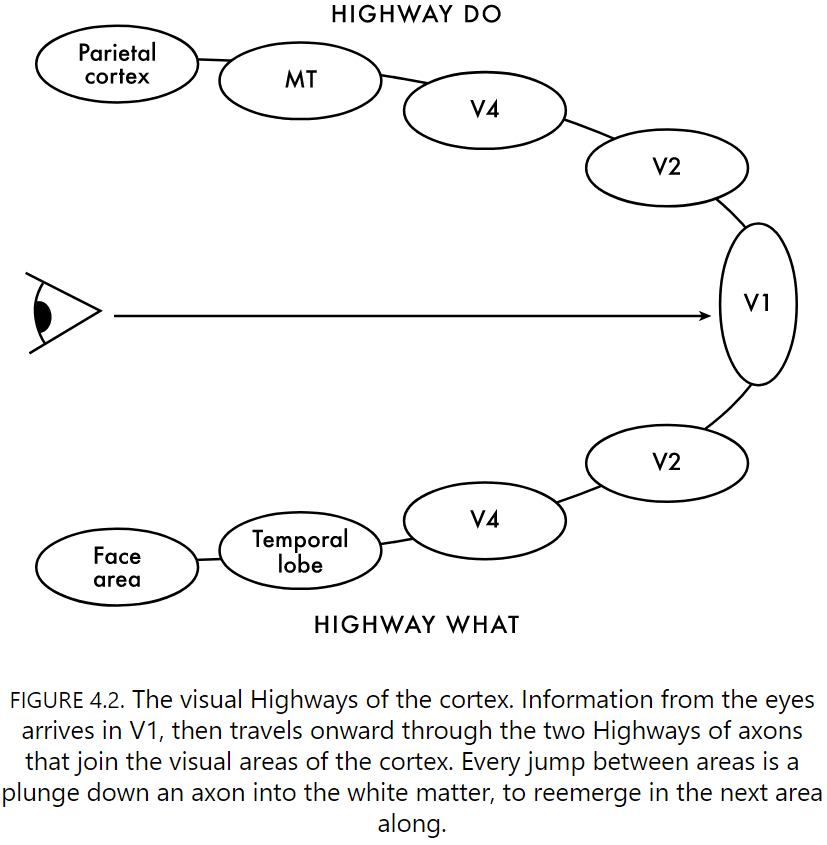 HIGHWAY DO
Parietal
cortex
MT
V4
V2
V1
V2
V4
Temporal
lobe
Face
area
HIGHWAY WHAT
FIGURE 4.2. The visual Highways of the cortex. Information from the eyes
arrives in V1, then travels onward through the two Highways of axons
that join the visual areas of the cortex. Every jump between areas is a
plunge down an axon into the white matter, to reemerge in the next area
along.